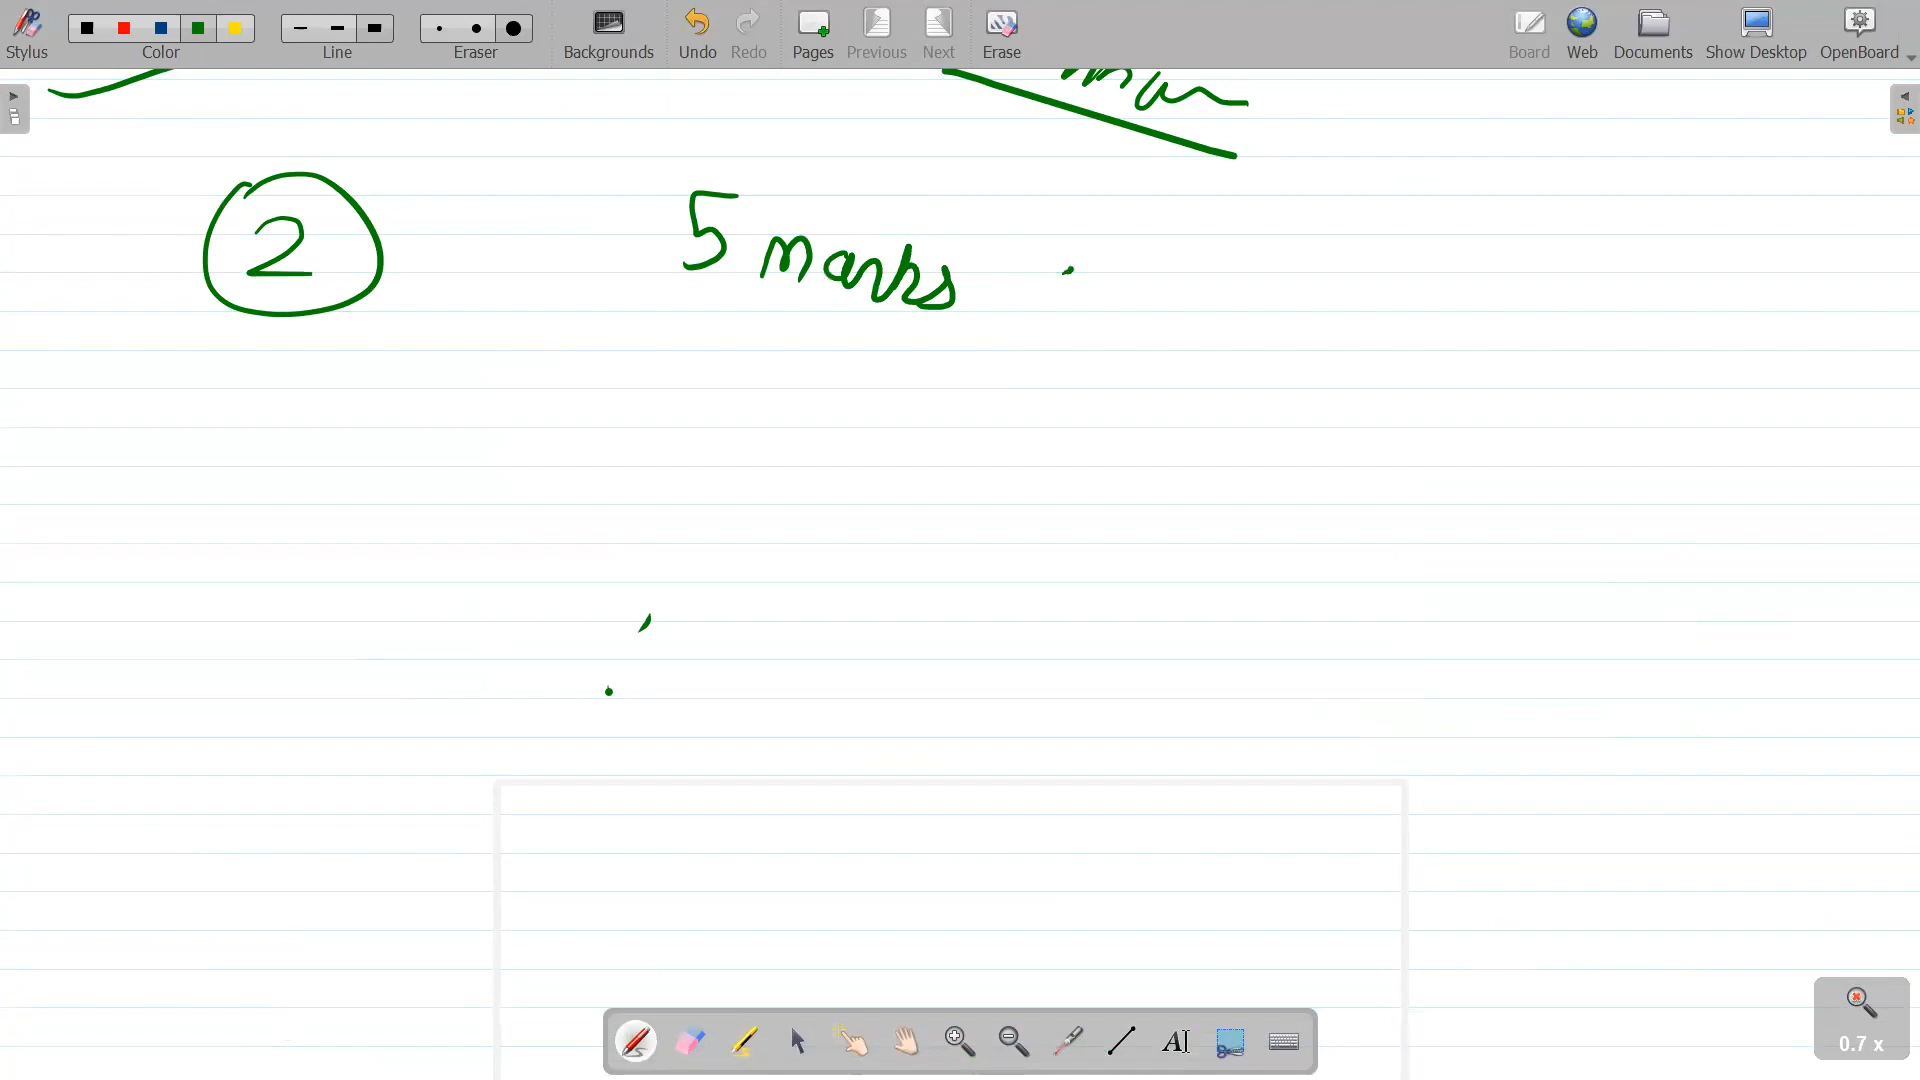 Stylus Color Line Eraser Backgrounds Undo Redo Pages Previous Next Erase Board Web Documents Show Desktop OpenBoard
2 5 marks
AI
0.7 x